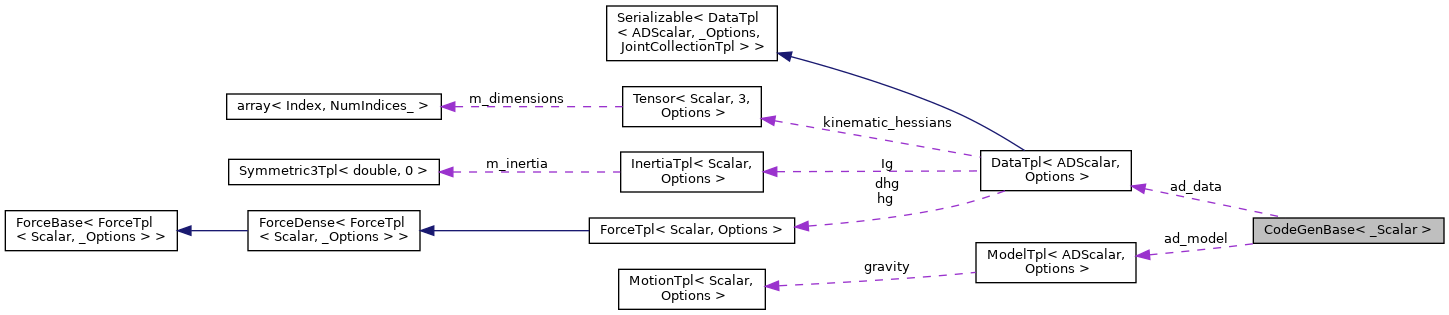 Serializable< DataTpl
< ADScalar, _Options,
JointCollectionTpl > >
array< Index, NumIndices_ >
m_dimensions
Tensor< Scalar, 3,
Options >
kinematic_hessians
Symmetric3Tpl< double, 0 >
m_inertia
InertiaTpl< Scalar,
Options >
Ig
DataTpl< ADScalar,
Options >
ad_data
dhg
hg
ForceBase< ForceTpl
< Scalar, _Options > >
ForceDense< ForceTpl
< Scalar, _Options > >
ForceTpl< Scalar, Options >
CodeGenBase< _Scalar >
ad_model
ModelTpl< ADScalar,
Options >
gravity
MotionTpl< Scalar,
Options >